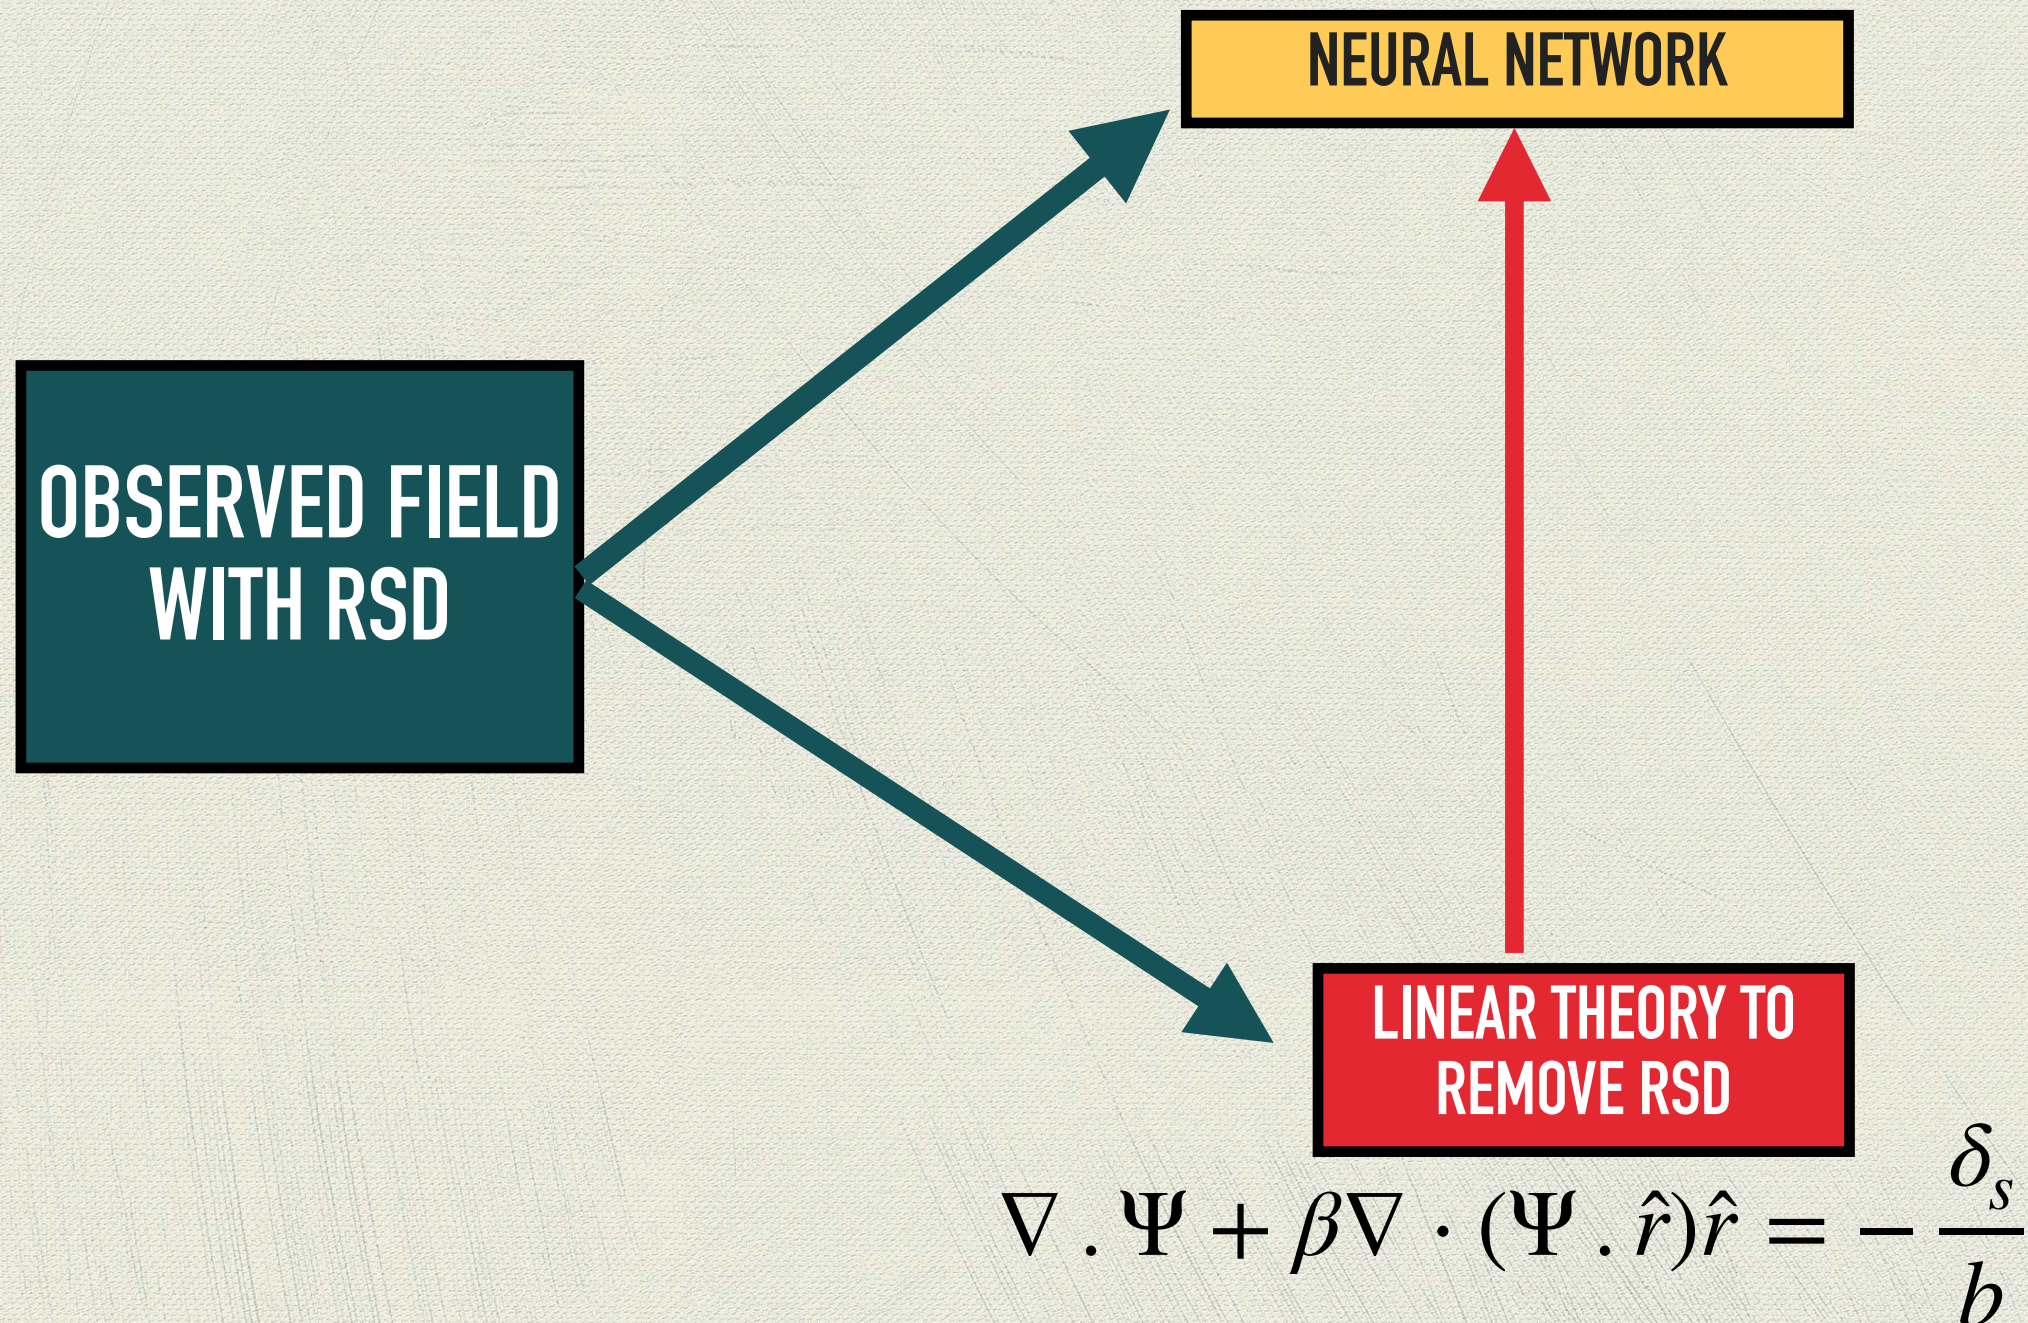 NEURAL NETWORK
OBSERVED FIELD
WITH RSD
LINEAR THEORY TO
REMOVE RSD
∇ . Ψ + β∇ · (Ψ . r̂)r̂ = − δ_s / b